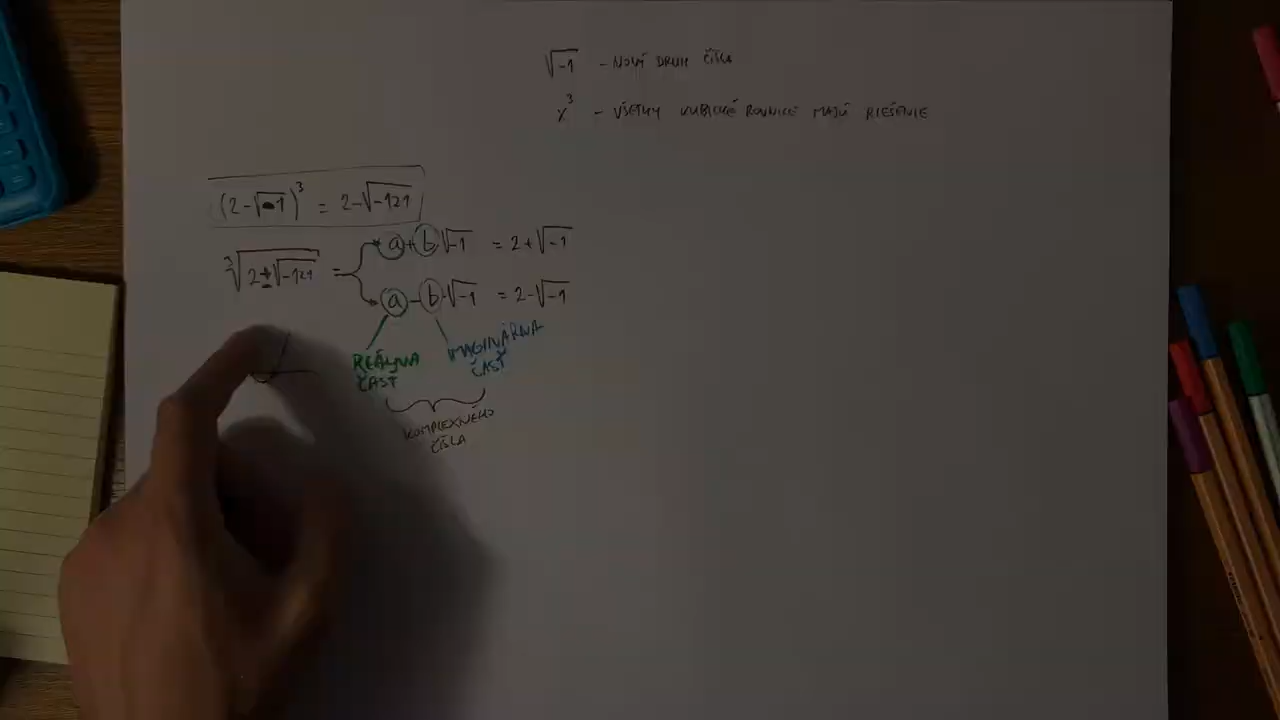 √-1 - NOVÝ DRUH ČÍSLA
x³ - VŠETKY KUBICKÉ ROVNICE MAJÚ RIEŠENIE
(2-√-1)³ = 2-√-121
∛2±√-121 =
a+b√-1 = 2+√-1
a-b·√-1 = 2-√-1
REÁLNA ČASŤ
IMAGINÁRNA ČASŤ
KOMPLEXNÉHO
ČÍSLA